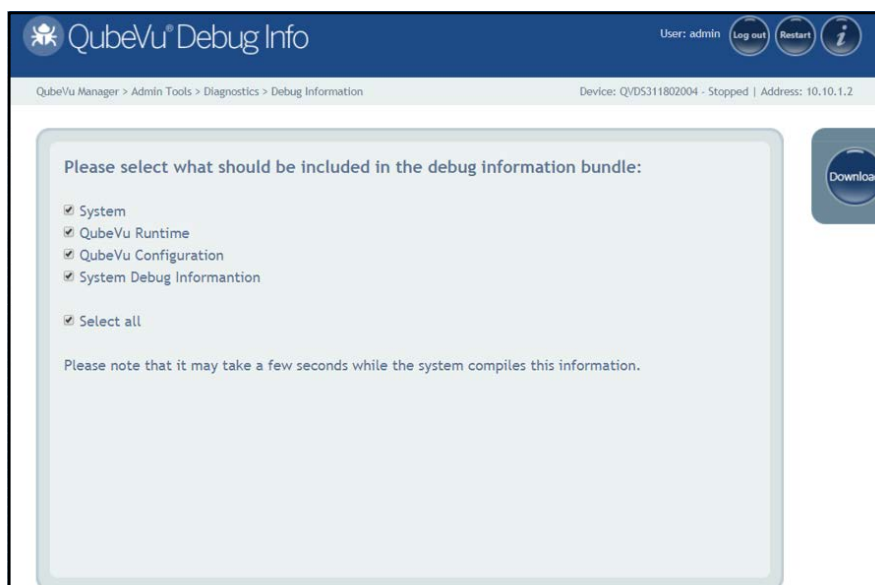 QubeVu® Debug Info
User: admin
Log out
Restart
i
QubeVu Manager > Admin Tools > Diagnostics > Debug Information
Device: QVDS311802004 - Stopped | Address: 10.10.1.2
Please select what should be included in the debug information bundle:
System
QubeVu Runtime
QubeVu Configuration
System Debug Informantion
Select all
Please note that it may take a few seconds while the system compiles this information.
Downloa